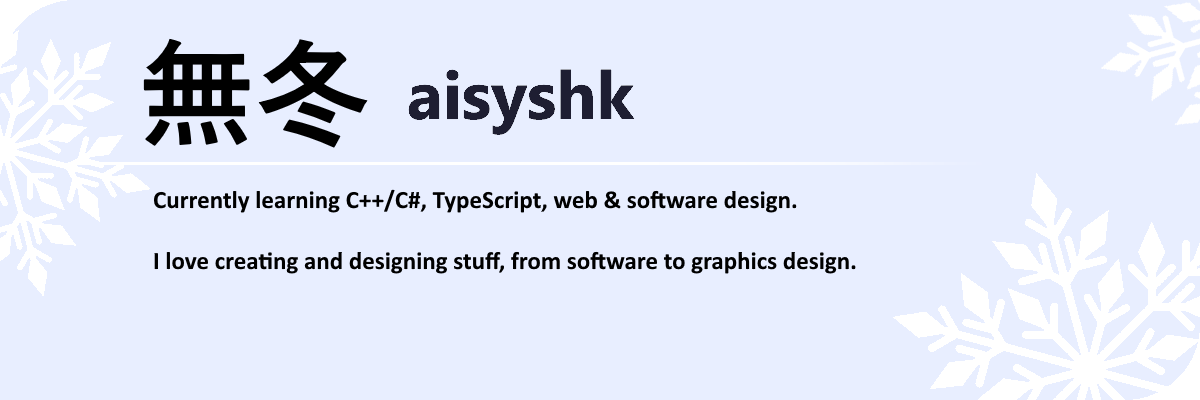 無冬 aisyshk
Currently learning C++/C#, TypeScript, web & software design.
I love creating and designing stuff, from software to graphics design.